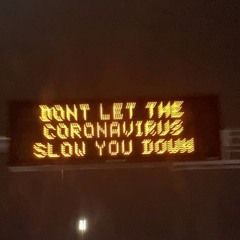 DONT LET THE
CORONAVIRUS
SLOW YOU DOWN